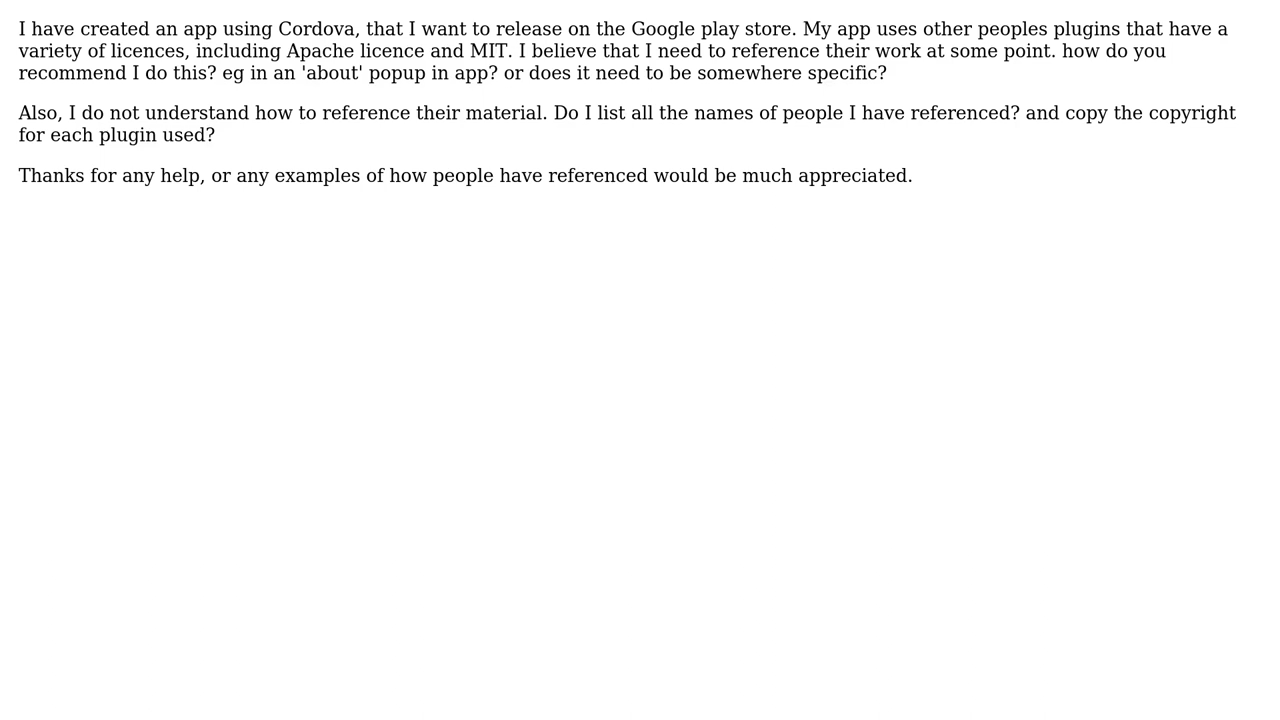 I have created an app using Cordova, that I want to release on the Google play store. My app uses other peoples plugins that have a
variety of licences, including Apache licence and MIT. I believe that I need to reference their work at some point. how do you
recommend I do this? eg in an 'about' popup in app? or does it need to be somewhere specific?
Also, I do not understand how to reference their material. Do I list all the names of people I have referenced? and copy the copyright
for each plugin used?
Thanks for any help, or any examples of how people have referenced would be much appreciated.